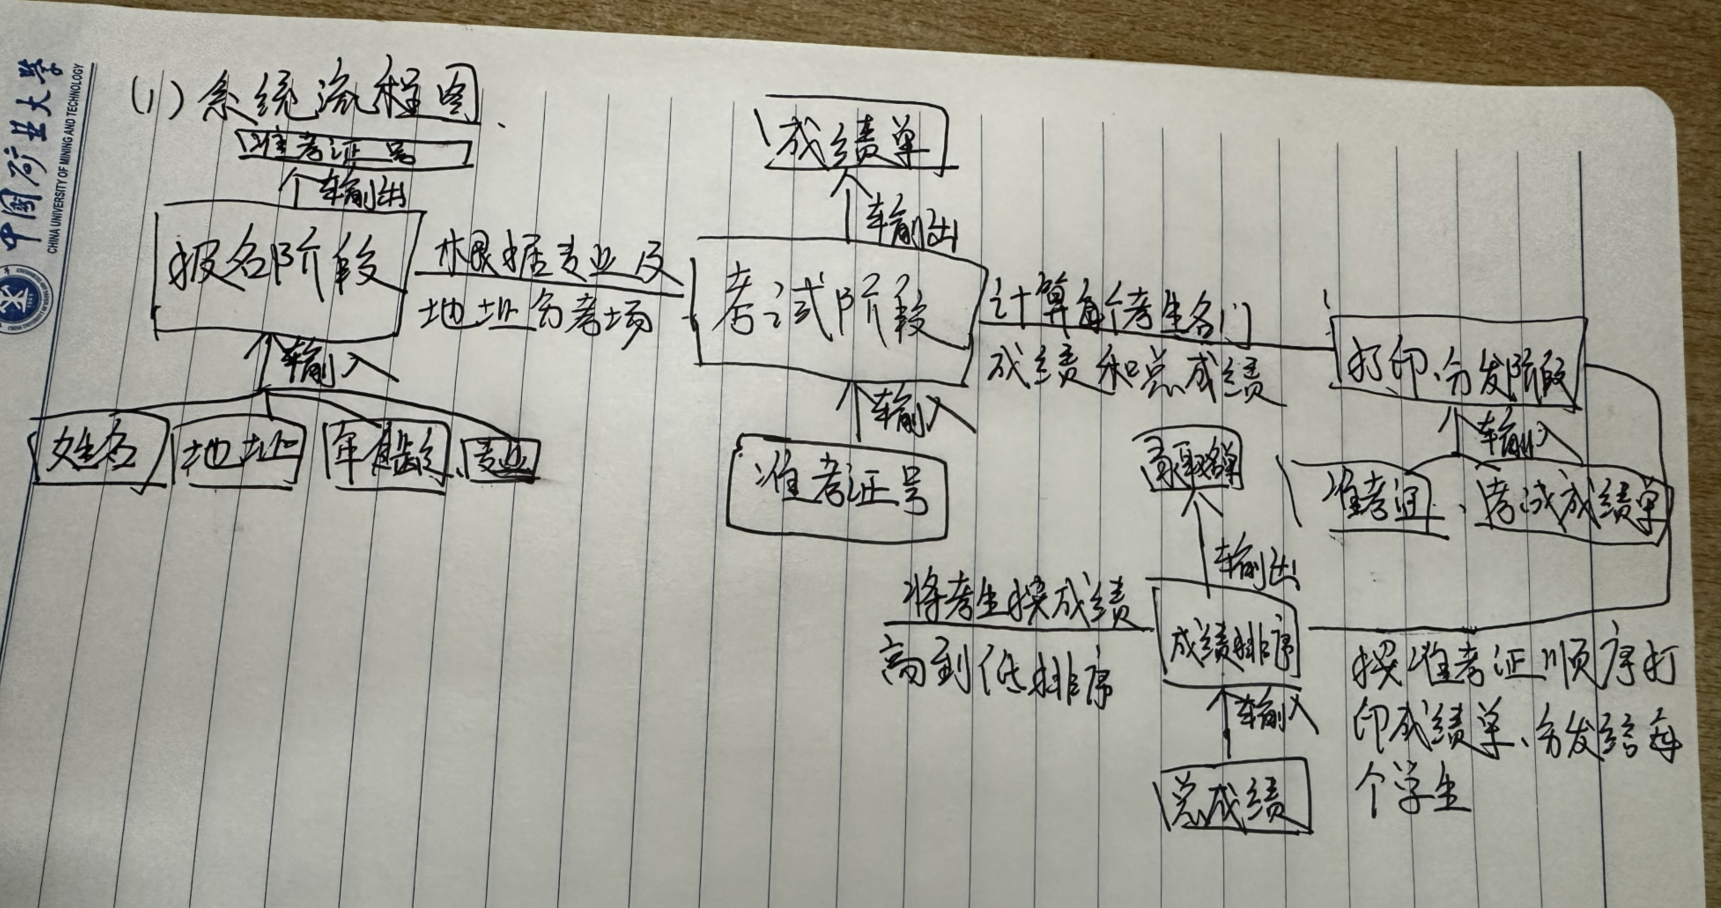 中国矿业大学
CHINA UNIVERSITY OF MINING AND TECHNOLOGY
(1)系统流程图.
准考证号
输出
报名阶段
输入
姓名 地址 年龄、专业
根据专业及
地址分考场
成绩单
输出
考试阶段
输入
准考证号
计算每个考生各门
成绩和总成绩
打印、分发阶段
输入
准考证、考试成绩单
按准考证顺序打
印成绩单、分发给每
个学生
录取名单
输出
成绩排序
输入
总成绩
将考生按成绩
高到低排序